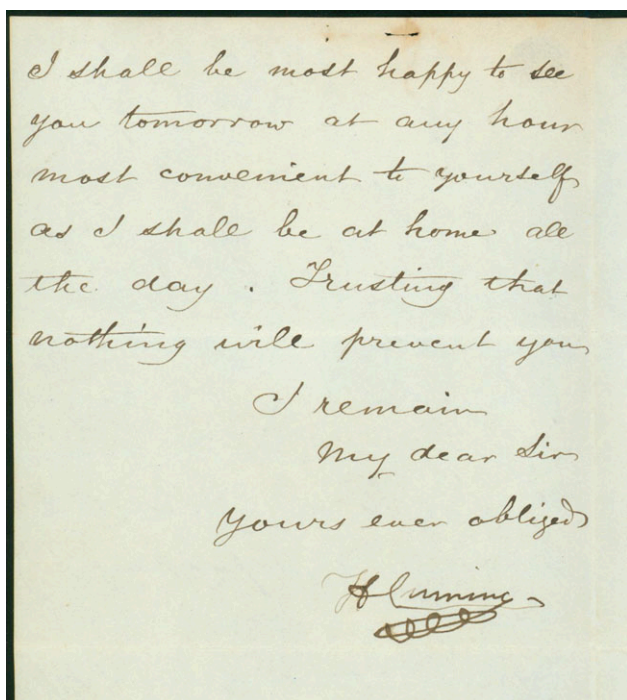 I shall be most happy to see
you tomorrow at any hour
most convenient to yourself
as I shall be at home all
the day. Trusting that
nothing will prevent you
I remain
My dear Sir
Yours ever obliged
H Cuming